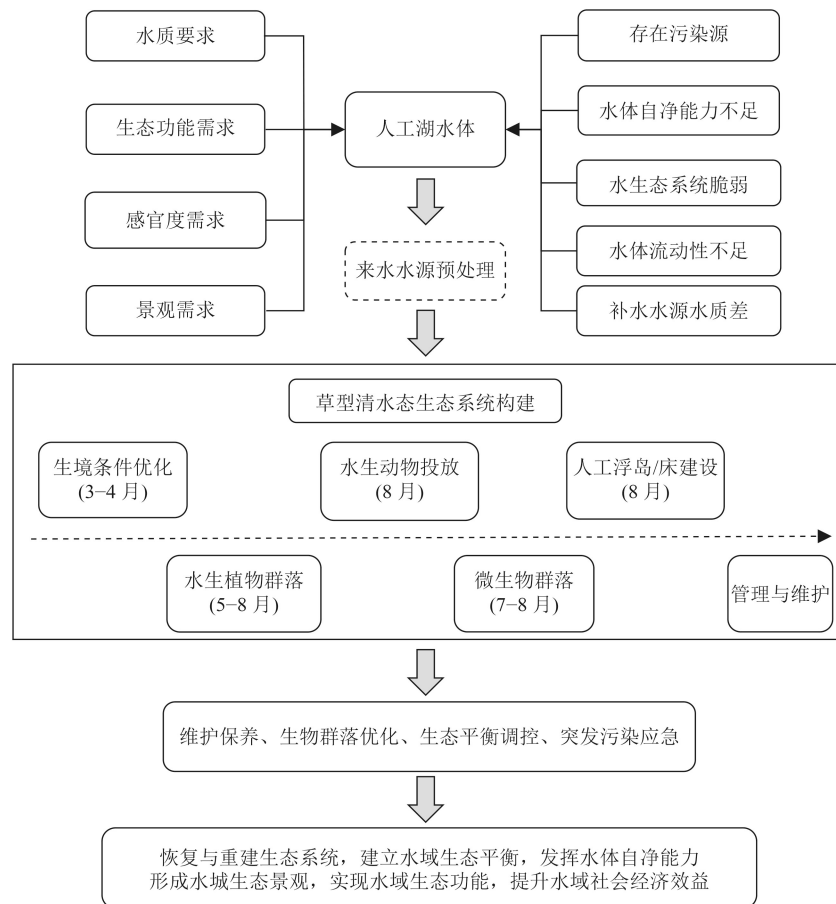 水质要求
生态功能需求
感官度需求
景观需求
人工湖水体
来水水源预处理
存在污染源
水体自净能力不足
水生态系统脆弱
水体流动性不足
补水水源水质差
草型清水态生态系统构建
生境条件优化
(3–4 月)
水生动物投放
(8 月)
人工浮岛/床建设
(8 月)
水生植物群落
(5–8 月)
微生物群落
(7–8 月)
管理与维护
维护保养、生物群落优化、生态平衡调控、突发污染应急
恢复与重建生态系统，建立水域生态平衡，发挥水体自净能力
形成水城生态景观，实现水域生态功能，提升水域社会经济效益